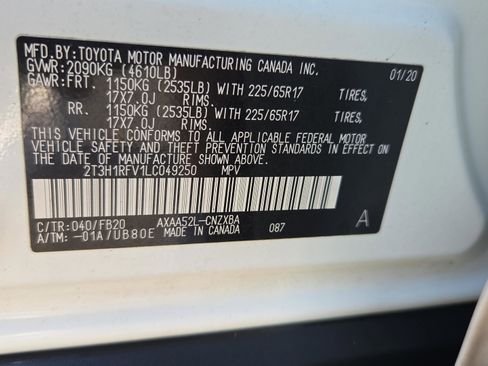 MFD.BY:TOYOTA MOTOR MANUFACTURING CANADA INC. 01/20
GVWR:2090KG (4610LB)
GAWR:FRT. 1150KG (2535LB) WITH 225/65R17 TIRES,
17X7.0J RIMS.
RR. 1150KG (2535LB) WITH 225/65R17 TIRES,
17X7.0J RIMS.
THIS VEHICLE CONFORMS TO ALL APPLICABLE FEDERAL MOTOR
VEHICLE SAFETY AND THEFT PREVENTION STANDARDS IN EFFECT ON
THE DATE OF MANUFACTURE SHOWN ABOVE.
2T3H1RFV1LC049250 MPV
C/TR:040/FB20 AXAA52L-CNZXBA
A/TM:-01A/UB80E MADE IN CANADA 087 A